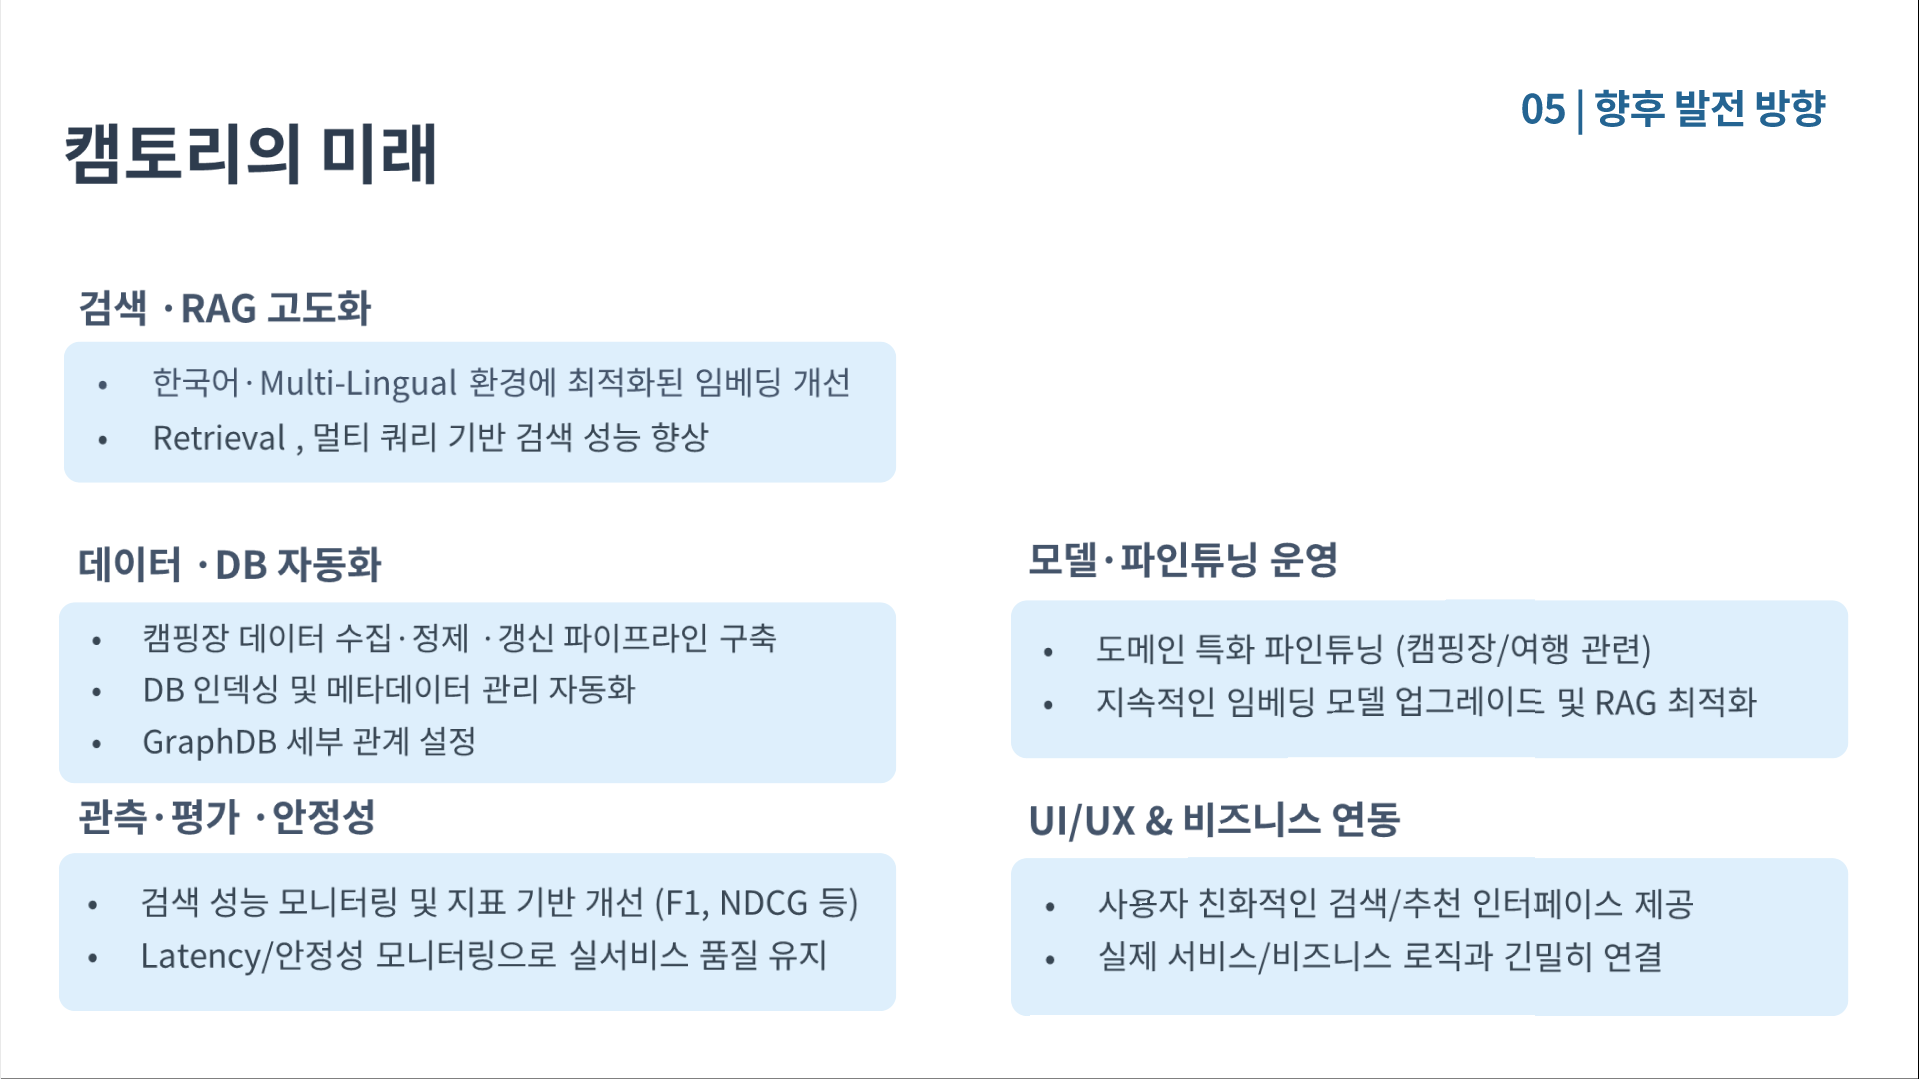 05 | 향후 발전 방향
캠토리의 미래
검색 ·RAG 고도화
• 한국어·Multi-Lingual 환경에 최적화된 임베딩 개선
• Retrieval , 멀티 쿼리 기반 검색 성능 향상
데이터 ·DB 자동화
• 캠핑장 데이터 수집·정제 ·갱신 파이프라인 구축
• DB 인덱싱 및 메타데이터 관리 자동화
• GraphDB 세부 관계 설정
관측·평가 ·안정성
• 검색 성능 모니터링 및 지표 기반 개선 (F1, NDCG 등)
• Latency/안정성 모니터링으로 실서비스 품질 유지
모델·파인튜닝 운영
• 도메인 특화 파인튜닝 (캠핑장/여행 관련)
• 지속적인 임베딩 모델 업그레이드 및 RAG 최적화
UI/UX & 비즈니스 연동
• 사용자 친화적인 검색/추천 인터페이스 제공
• 실제 서비스/비즈니스 로직과 긴밀히 연결